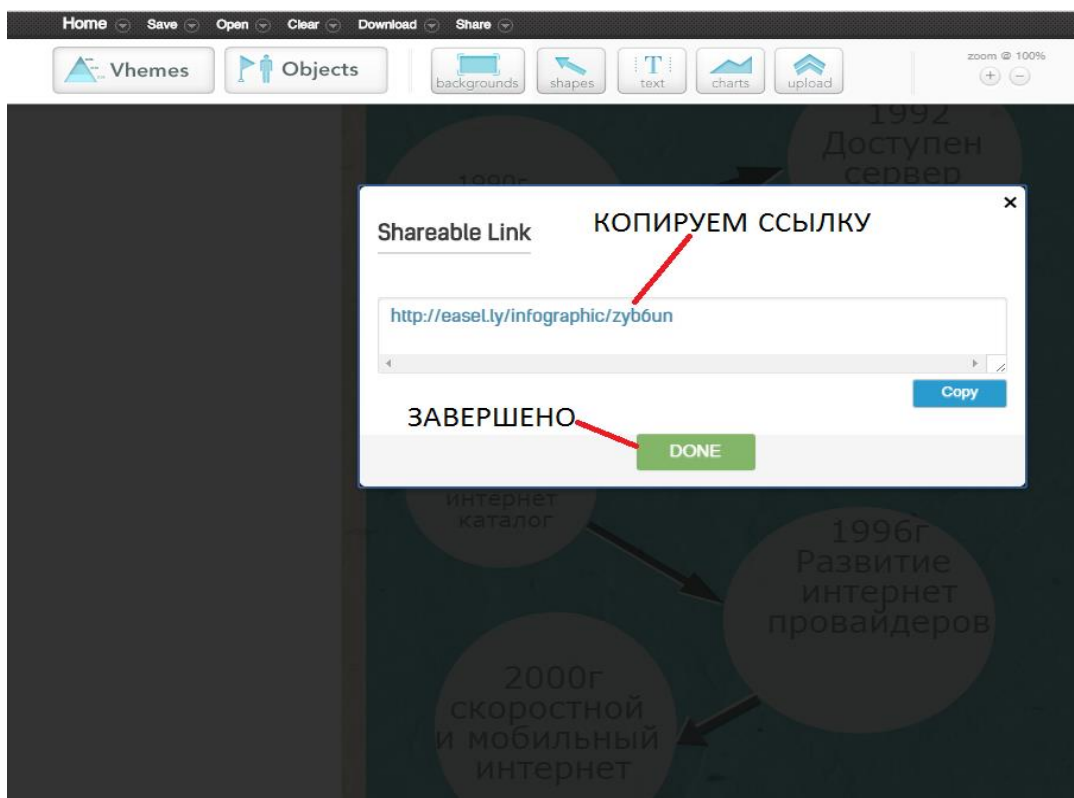 Home Save Open Clear Download Share
Vhemes Objects backgrounds shapes text charts upload zoom @ 100%
1992
Доступен
сервер
Shareable Link
КОПИРУЕМ ССЫЛКУ
http://easel.ly/infographic/zyb6un
Copy
ЗАВЕРШЕНО
DONE
интернет
каталог
1996г
Развитие
интернет
провайдеров
2000г
скоростной
и мобильный
интернет